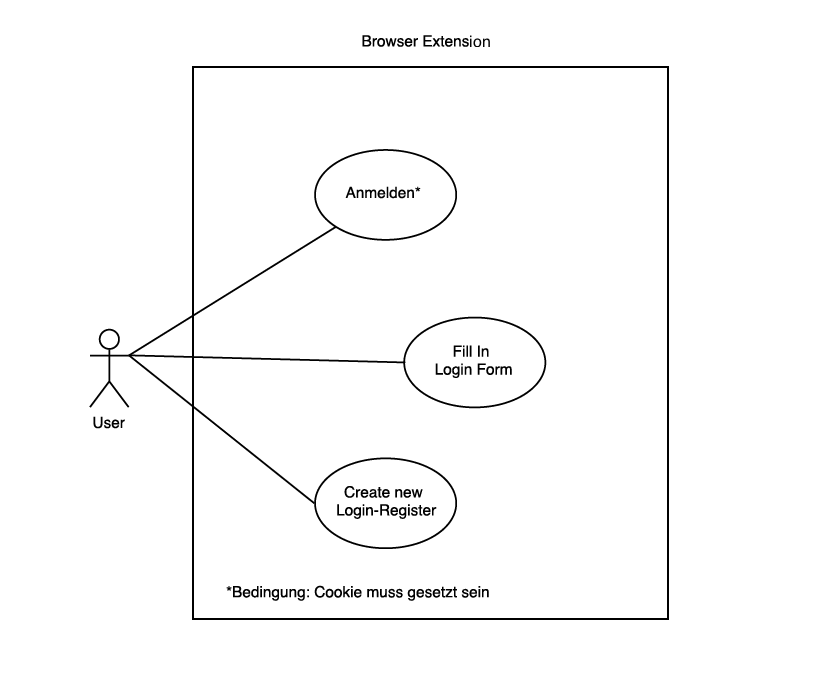 Browser Extension
Anmelden*
Fill In
Login Form
User
Create new
Login-Register
*Bedingung: Cookie muss gesetzt sein